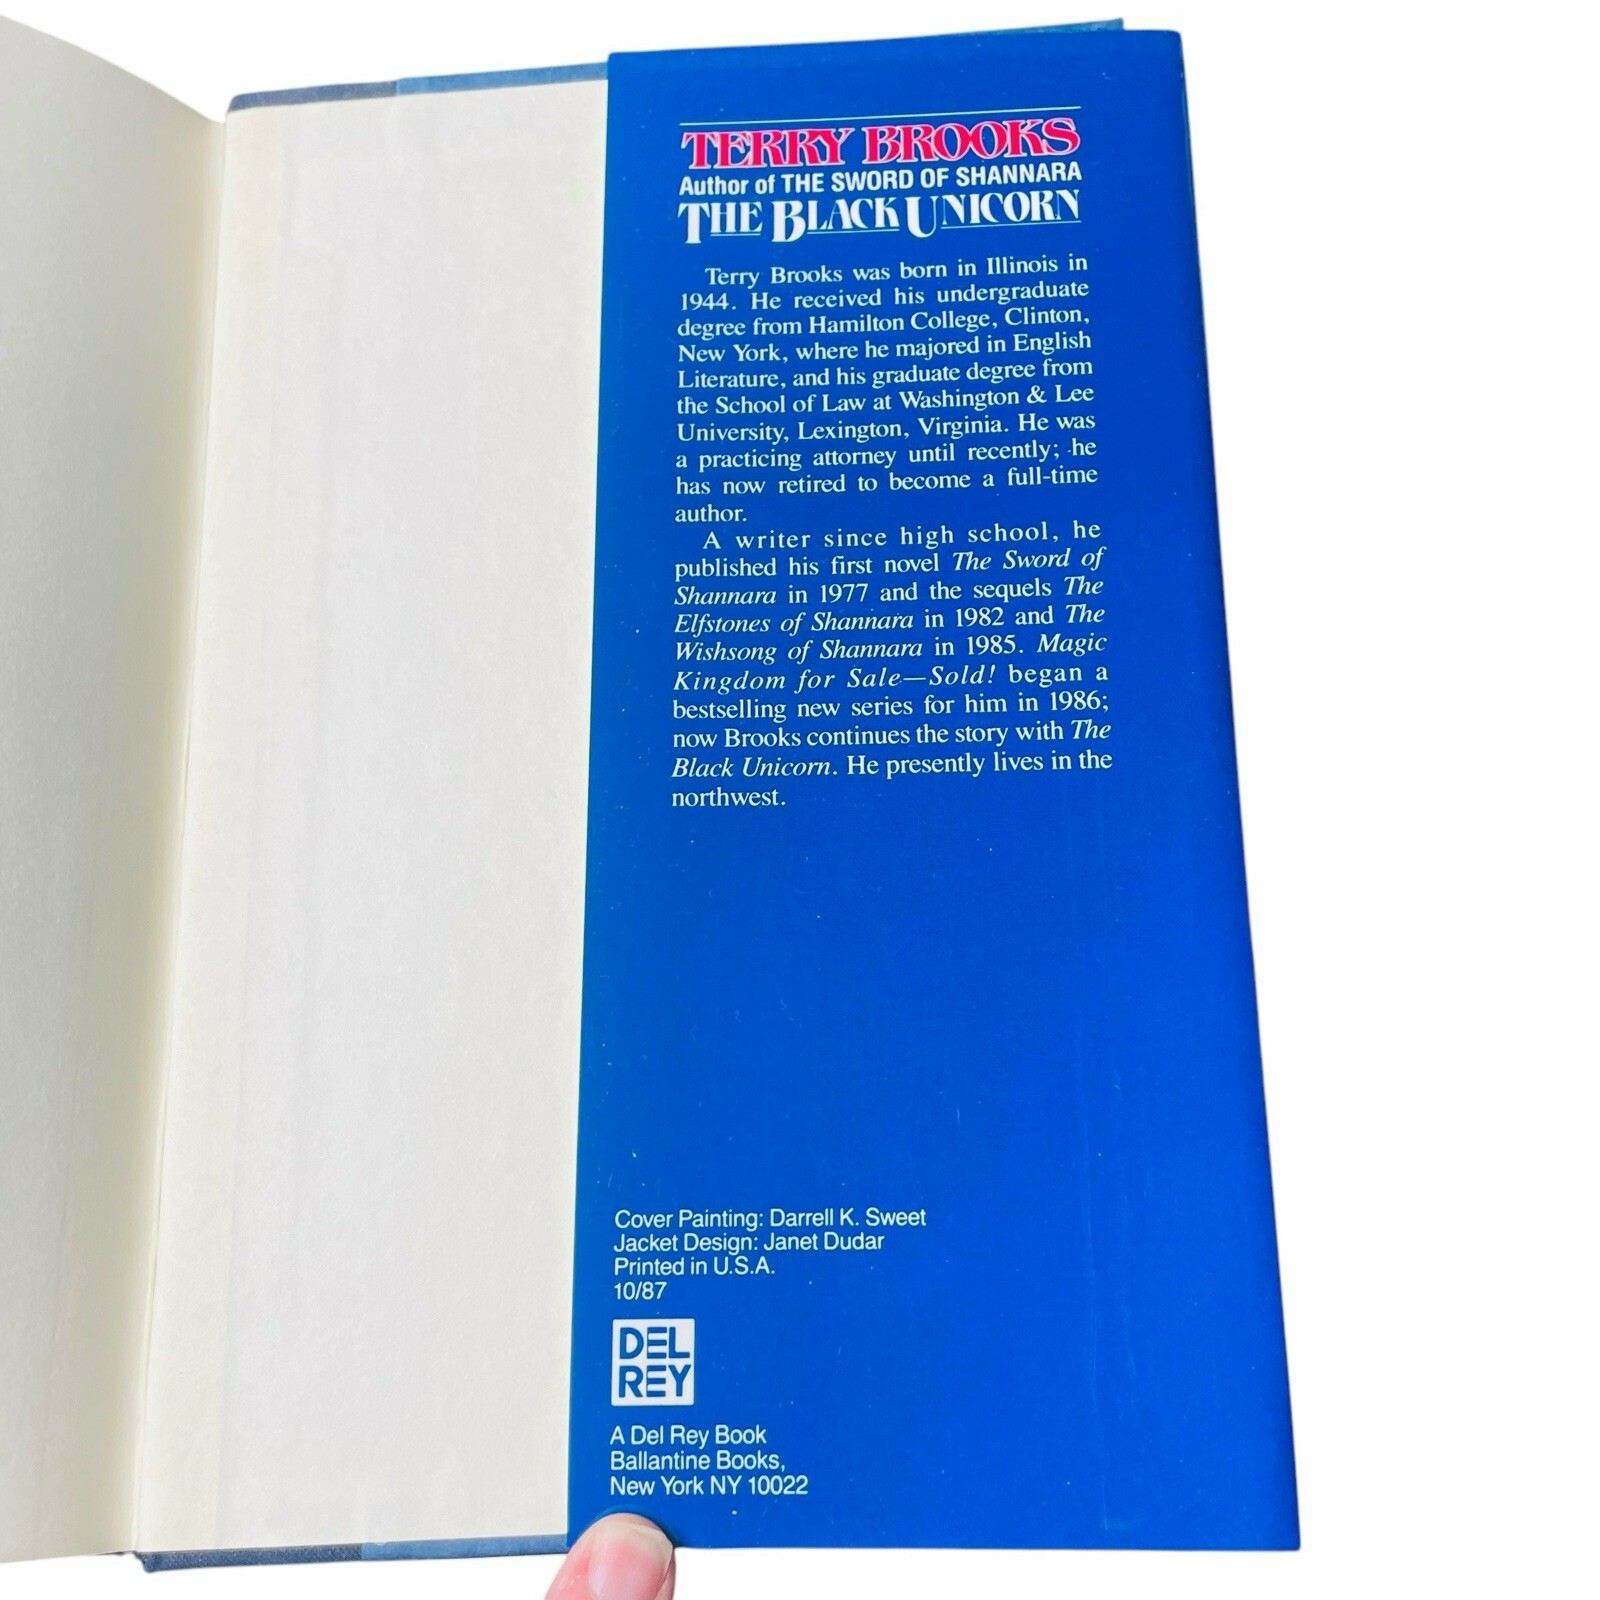 TERRY BROOKS
Author of THE SWORD OF SHANNARA
THE BLACK UNICORN
Terry Brooks was born in Illinois in
1944. He received his undergraduate
degree from Hamilton College, Clinton,
New York, where he majored in English
Literature, and his graduate degree from
the School of Law at Washington & Lee
University, Lexington, Virginia. He was
a practicing attorney until recently; he
has now retired to become a full-time
author.
A writer since high school, he
published his first novel The Sword of
Shannara in 1977 and the sequels The
Elfstones of Shannara in 1982 and The
Wishsong of Shannara in 1985. Magic
Kingdom for Sale—Sold! began a
bestselling new series for him in 1986;
now Brooks continues the story with The
Black Unicorn. He presently lives in the
northwest.
Cover Painting: Darrell K. Sweet
Jacket Design: Janet Dudar
Printed in U.S.A.
10/87
DEL
REY
A Del Rey Book
Ballantine Books,
New York NY 10022